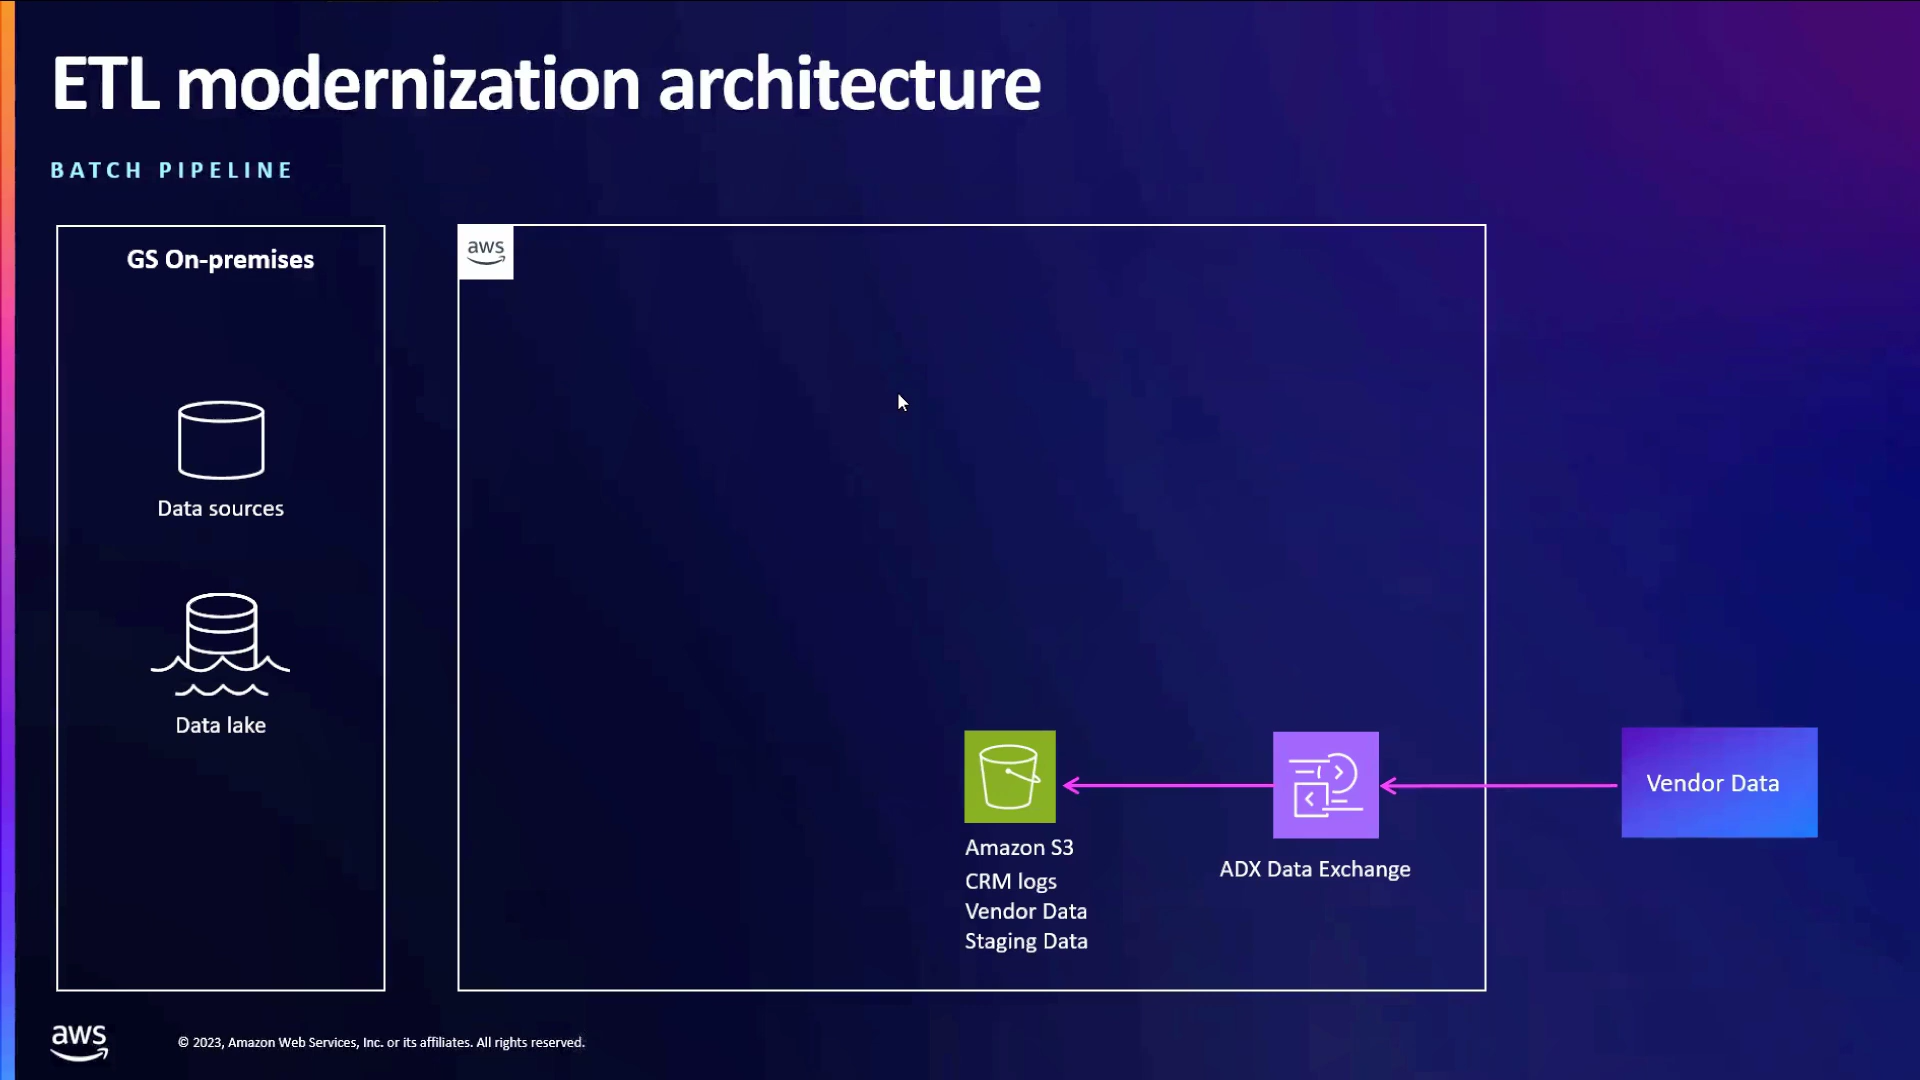 ETL modernization architecture
BATCH PIPELINE
GS On-premises
aws
Data sources
Data lake
Vendor Data
Amazon S3
CRM logs
Vendor Data
Staging Data
ADX Data Exchange
aws
© 2023, Amazon Web Services, Inc. or its affiliates. All rights reserved.